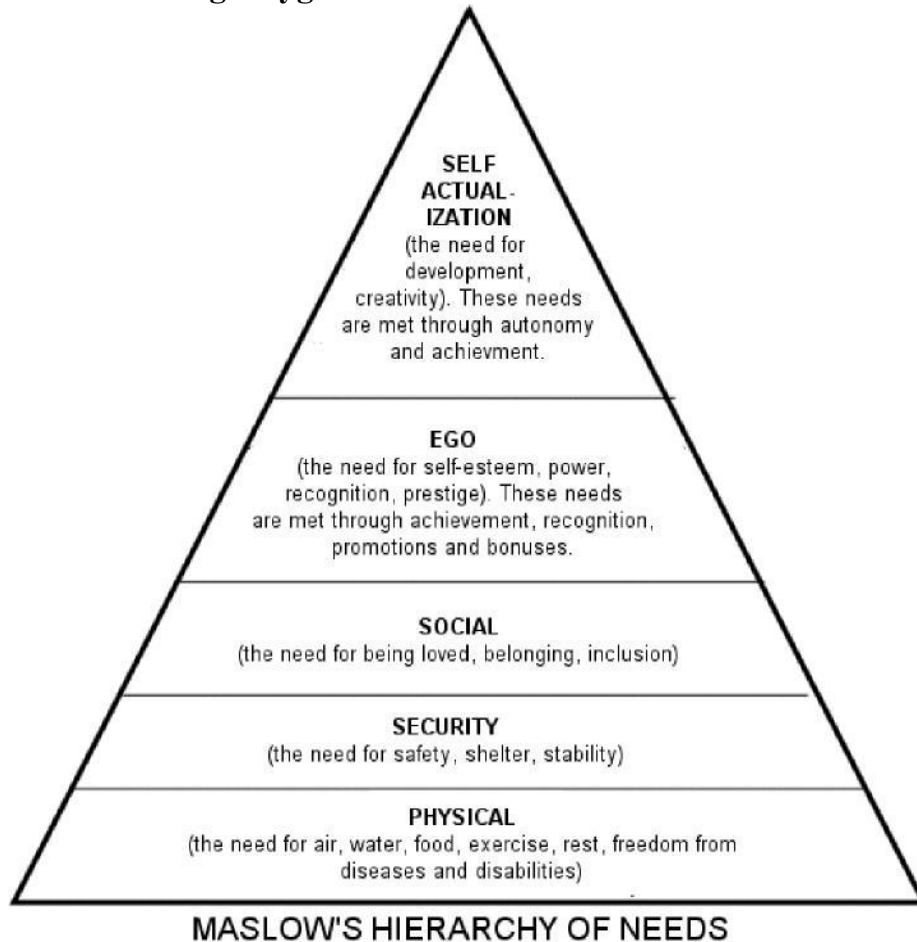 SELF
ACTUAL-
IZATION
(the need for
development,
creativity). These needs
are met through autonomy
and achievment.
EGO
(the need for self-esteem, power,
recognition, prestige). These needs
are met through achievement, recognition,
promotions and bonuses.
SOCIAL
(the need for being loved, belonging, inclusion)
SECURITY
(the need for safety, shelter, stability)
PHYSICAL
(the need for air, water, food, exercise, rest, freedom from
diseases and disabilities)
MASLOW'S HIERARCHY OF NEEDS